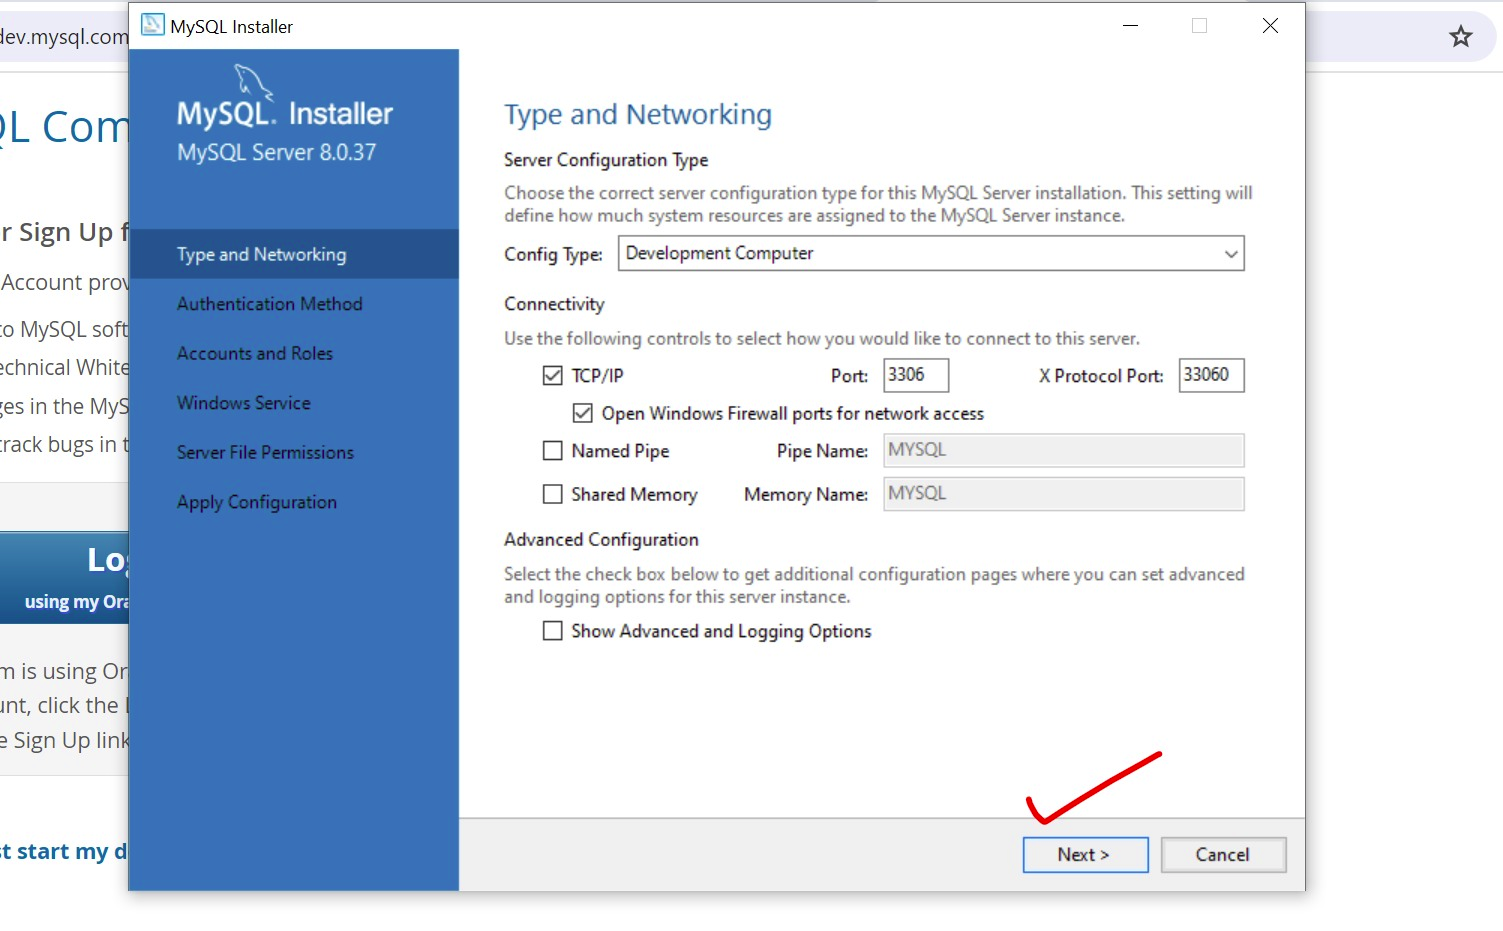 dev.mysql.com
QL Com
r Sign Up f
Account prov
to MySQL soft
echnical White
ges in the MyS
track bugs in t
Log
using my Ora
m is using Or
unt, click the
e Sign Up link
st start my d
MySQL Installer
MySQL. Installer
MySQL Server 8.0.37
Type and Networking
Authentication Method
Accounts and Roles
Windows Service
Server File Permissions
Apply Configuration
Type and Networking
Server Configuration Type
Choose the correct server configuration type for this MySQL Server installation. This setting will
define how much system resources are assigned to the MySQL Server instance.
Config Type: Development Computer
Connectivity
Use the following controls to select how you would like to connect to this server.
TCP/IP Port: 3306 X Protocol Port: 33060
Open Windows Firewall ports for network access
Named Pipe Pipe Name: MYSQL
Shared Memory Memory Name: MYSQL
Advanced Configuration
Select the check box below to get additional configuration pages where you can set advanced
and logging options for this server instance.
Show Advanced and Logging Options
Next > Cancel